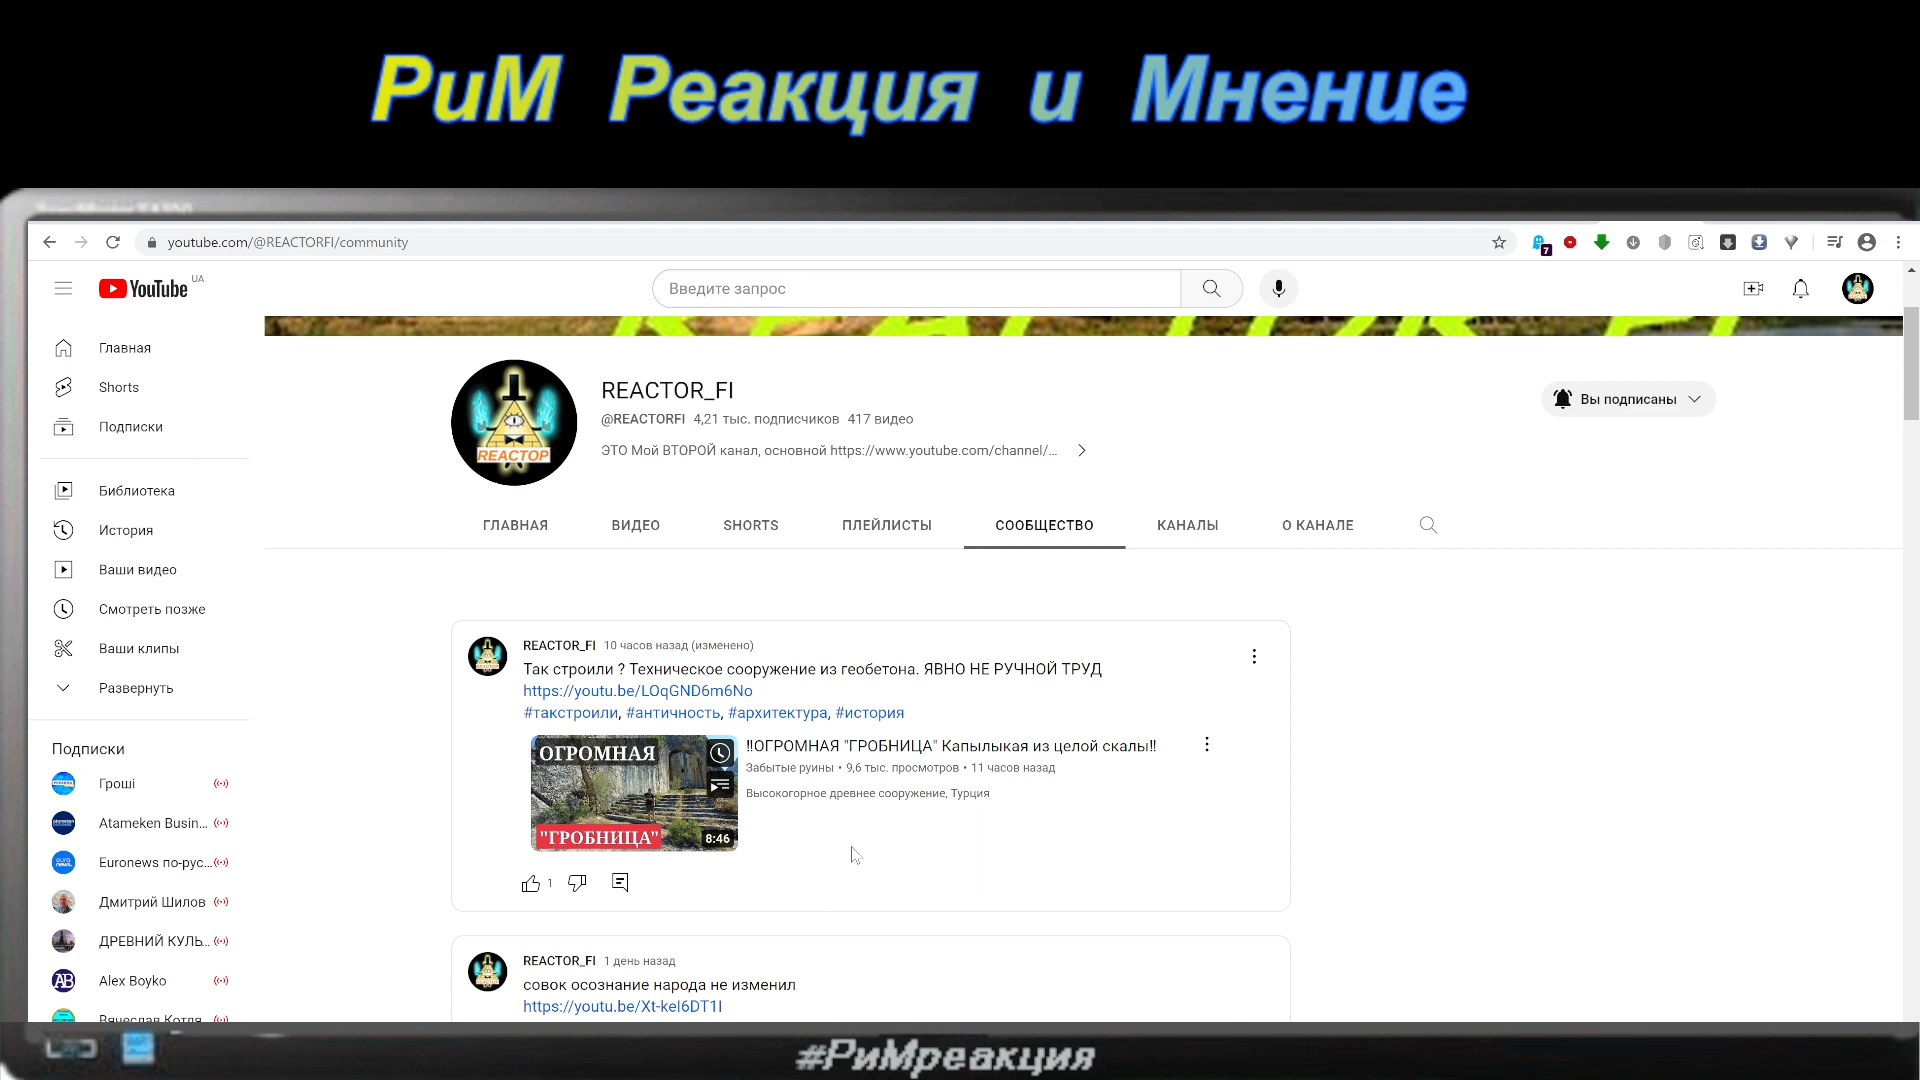 РиМ Реакция и Мнение
youtube.com/@REACTORFI/community
7
YouTube UA
Введите запрос
Главная
Shorts
Подписки
Библиотека
История
Ваши видео
Смотреть позже
Ваши клипы
Развернуть
Подписки
Гроші
Atameken Busin...
Euronews по-рус...
Дмитрий Шилов
ДРЕВНИЙ КУЛЬ...
Alex Boyko
Вячеслав Котля
REACTOP
REACTOR_FI
@REACTORFI 4,21 тыс. подписчиков 417 видео
ЭТО Мой ВТОРОЙ канал, основной https://www.youtube.com/channel/...
Вы подписаны
ГЛАВНАЯ ВИДЕО SHORTS ПЛЕЙЛИСТЫ СООБЩЕСТВО КАНАЛЫ О КАНАЛЕ
REACTOR_FI 10 часов назад (изменено)
Так строили ? Техническое сооружение из геобетона. ЯВНО НЕ РУЧНОЙ ТРУД
https://youtu.be/LOqGND6m6No
#такстроили, #античность, #архитектура, #история
ОГРОМНАЯ
"ГРОБНИЦА"
8:46
!!ОГРОМНАЯ "ГРОБНИЦА" Капылыкая из целой скалы!!
Забытые руины • 9,6 тыс. просмотров • 11 часов назад
Высокогорное древнее сооружение, Турция
1
REACTOR_FI 1 день назад
совок осознание народа не изменил
https://youtu.be/Xt-kel6DT1I
#РиМреакция